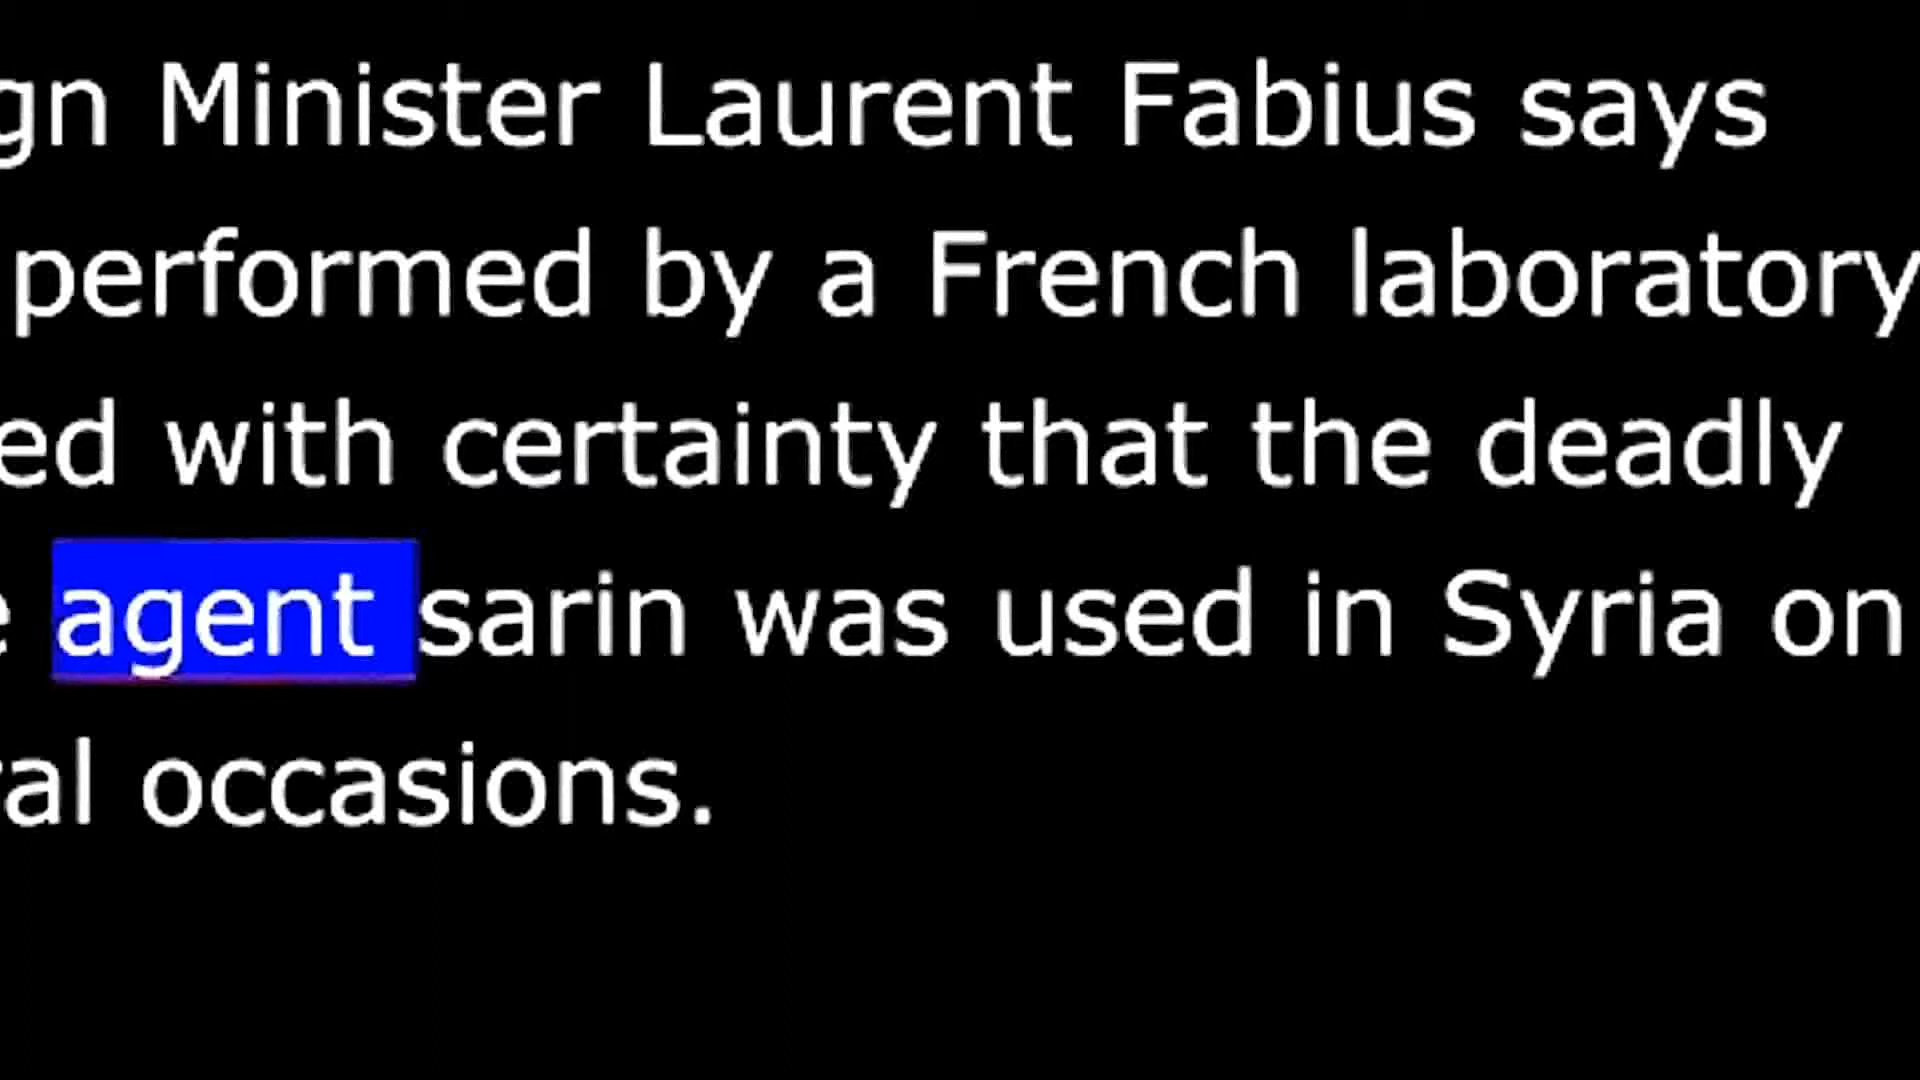 gn Minister Laurent Fabius says
performed by a French laboratory
ed with certainty that the deadly
e agent sarin was used in Syria on
al occasions.